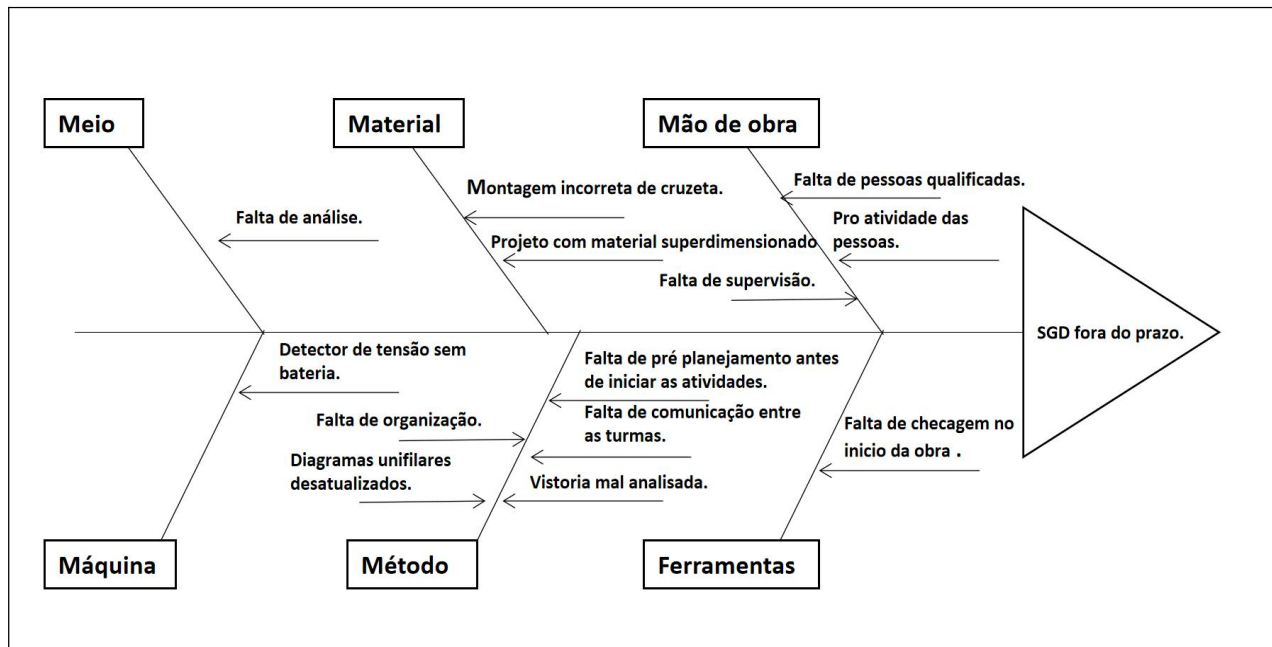 Meio
Material
Mão de obra
Falta de pessoas qualificadas.
Montagem incorreta de cruzeta.
Falta de análise.
Pro atividade das
pessoas.
Projeto com material superdimensionado
Falta de supervisão.
SGD fora do prazo.
Detector de tensão sem
bateria.
Falta de pré planejamento antes
de iniciar as atividades.
Falta de organização.
Falta de comunicação entre
as turmas.
Falta de checagem no
inicio da obra .
Diagramas unifilares
desatualizados.
Vistoria mal analisada.
Máquina
Método
Ferramentas